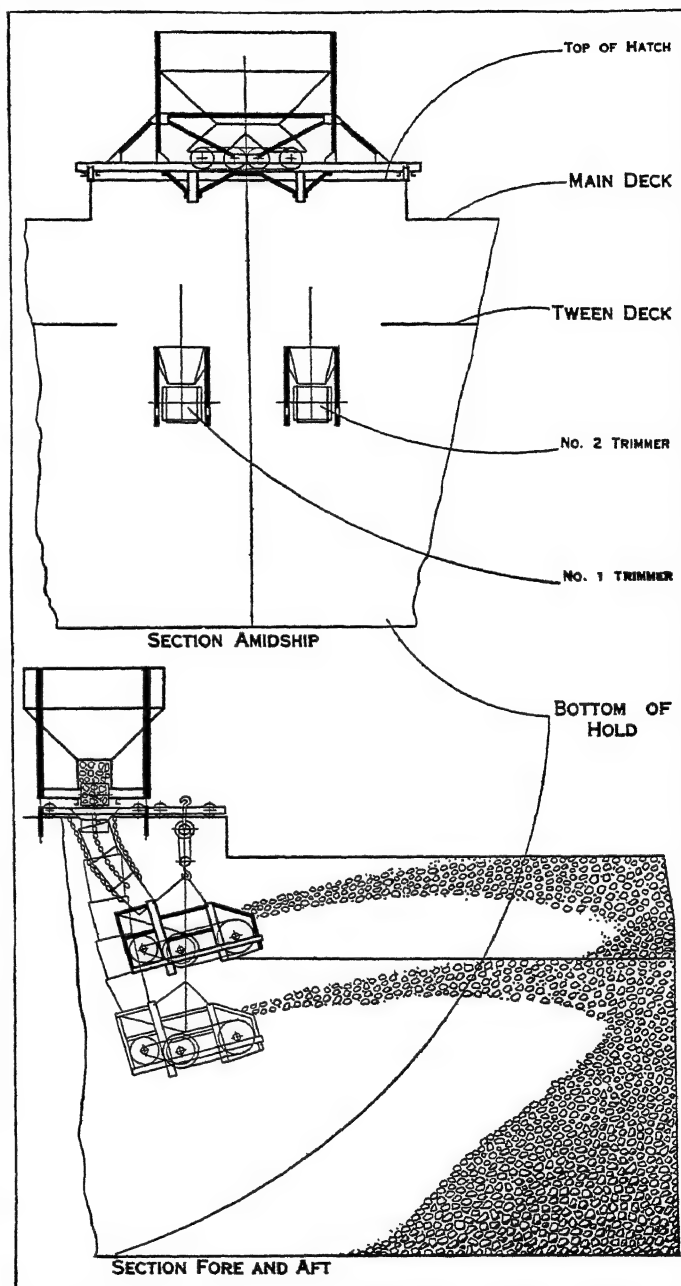 TOP OF HATCH
MAIN DECK
TWEEN DECK
NO. 2 TRIMMER
NO. 1 TRIMMER
SECTION AMIDSHIP
BOTTOM OF
HOLD
SECTION FORE AND AFT